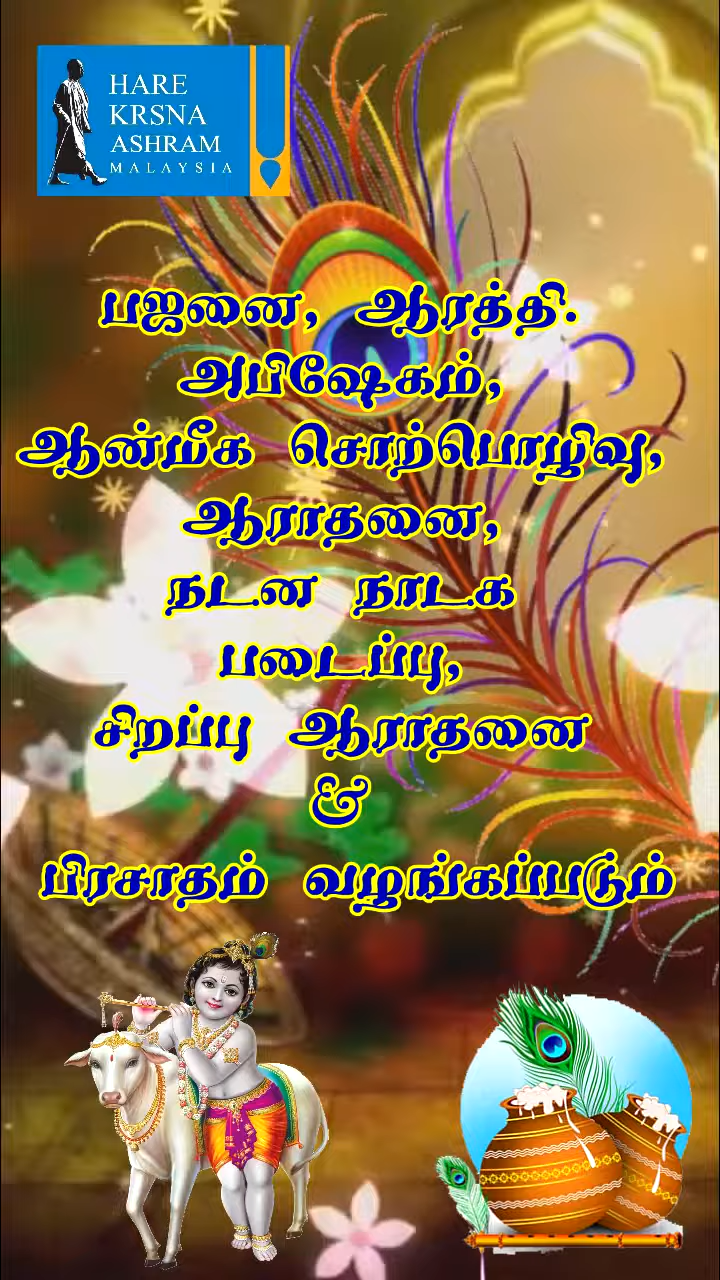 HARE
KRSNA
ASHRAM
MALAYSIA
பஜனை, ஆரத்தி.
அபிஷேகம்,
ஆன்மீக சொற்பொழிவு,
ஆராதனை,
நடன நாடக
படைப்பு,
சிறப்பு ஆராதனை
&
பிரசாதம் வழங்கப்படும்